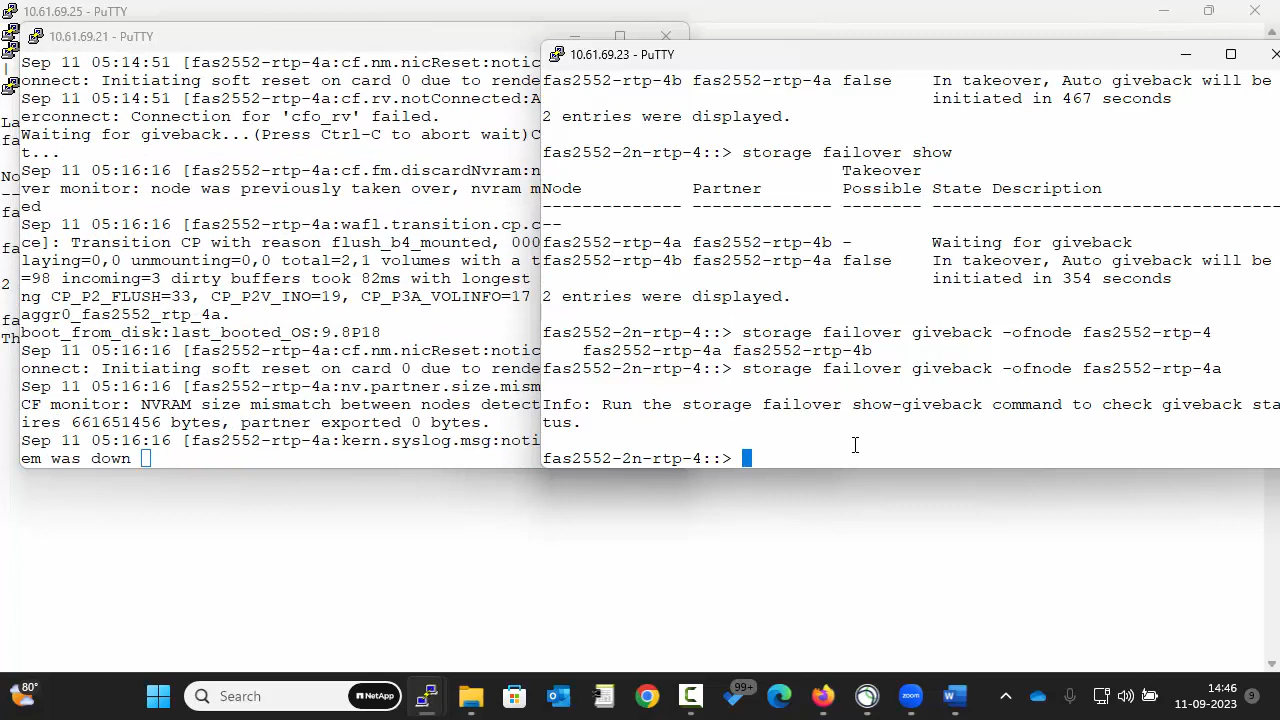 10.61.69.25 - PuTTY
10.61.69.21 - PuTTY
Sep 11 05:14:51 [fas2552-rtp-4a:cf.nm.nicReset:notic
onnect: Initiating soft reset on card 0 due to rende
Sep 11 05:14:51 [fas2552-rtp-4a:cf.rv.notConnected:A
erconnect: Connection for 'cfo_rv' failed.
Waiting for giveback...(Press Ctrl-C to abort wait)C
t...
Sep 11 05:16:16 [fas2552-rtp-4a:cf.fm.discardNvram:n
ver monitor: node was previously taken over, nvram m
ed
Sep 11 05:16:16 [fas2552-rtp-4a:wafl.transition.cp.c
ce]: Transition CP with reason flush_b4_mounted, 000
laying=0,0 unmounting=0,0 total=2,1 volumes with a t
=98 incoming=3 dirty buffers took 82ms with longest
ng CP_P2_FLUSH=33, CP_P2V_INO=19, CP_P3A_VOLINFO=17
aggr0_fas2552_rtp_4a.
boot_from_disk:last_booted_OS:9.8P18
Sep 11 05:16:16 [fas2552-rtp-4a:cf.nm.nicReset:notic
onnect: Initiating soft reset on card 0 due to rende
Sep 11 05:16:16 [fas2552-rtp-4a:nv.partner.size.mism
CF monitor: NVRAM size mismatch between nodes detect
ires 661651456 bytes, partner exported 0 bytes.
Sep 11 05:16:16 [fas2552-rtp-4a:kern.syslog.msg:noti
em was down
10.61.69.23 - PuTTY
fas2552-rtp-4b fas2552-rtp-4a false In takeover, Auto giveback will be
initiated in 467 seconds
2 entries were displayed.
fas2552-2n-rtp-4::> storage failover show
Takeover
Node Partner Possible State Description
-------------- -------------- -------- ----------------------------------
--
fas2552-rtp-4a fas2552-rtp-4b - Waiting for giveback
fas2552-rtp-4b fas2552-rtp-4a false In takeover, Auto giveback will be
initiated in 354 seconds
2 entries were displayed.
fas2552-2n-rtp-4::> storage failover giveback -ofnode fas2552-rtp-4
fas2552-rtp-4a fas2552-rtp-4b
fas2552-2n-rtp-4::> storage failover giveback -ofnode fas2552-rtp-4a
Info: Run the storage failover show-giveback command to check giveback sta
tus.
fas2552-2n-rtp-4::>
La
fa
No
--
fa
fa
2
fa
Th
80°
Search
NetApp
99+
zoom
14:46
11-09-2023
9